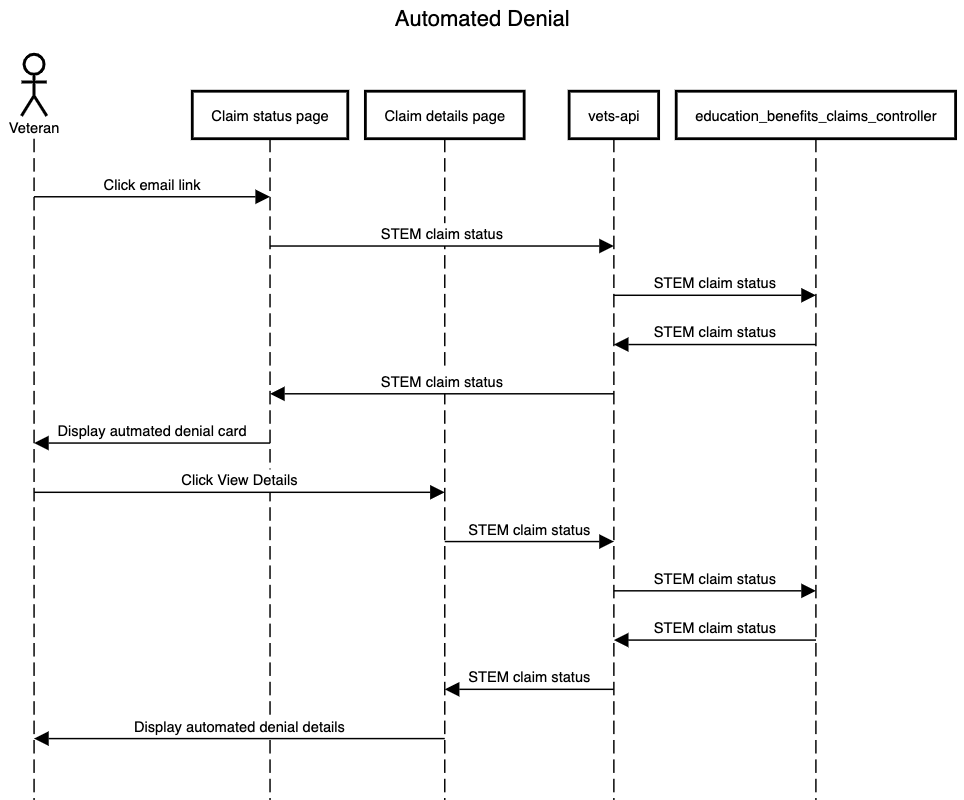 Automated Denial
Veteran
Claim status page
Claim details page
vets-api
education_benefits_claims_controller
Click email link
STEM claim status
STEM claim status
STEM claim status
STEM claim status
Display autmated denial card
Click View Details
STEM claim status
STEM claim status
STEM claim status
STEM claim status
Display automated denial details